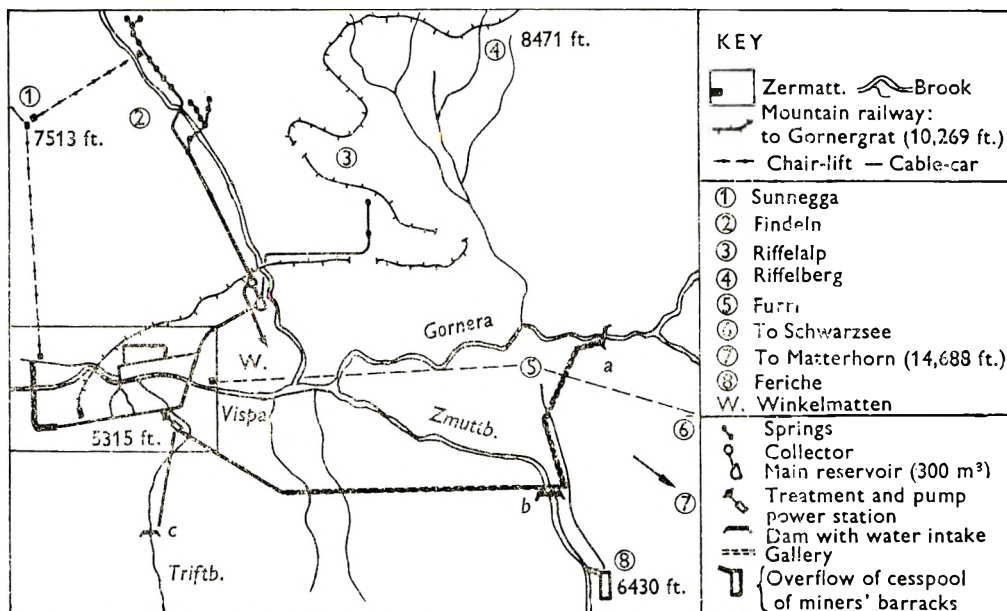 ①
7513 ft.
②
③
④
8471 ft.
Gornera
a
⑤
W.
Vispa
Zmuttb.
5315 ft.
⑥
⑦
b
c
Triftb.
⑧
6430 ft.
KEY
Zermatt. Brook
Mountain railway:
to Gornergrat (10,269 ft.)
Chair-lift — Cable-car
① Sunnegga
② Findeln
③ Riffelalp
④ Riffelberg
⑤ Furri
⑥ To Schwarzsee
⑦ To Matterhorn (14,688 ft.)
⑧ Feriche
W. Winkelmatten
Springs
Collector
Main reservoir (300 m³)
Treatment and pump
power station
Dam with water intake
Gallery
Overflow of cesspool
of miners' barracks